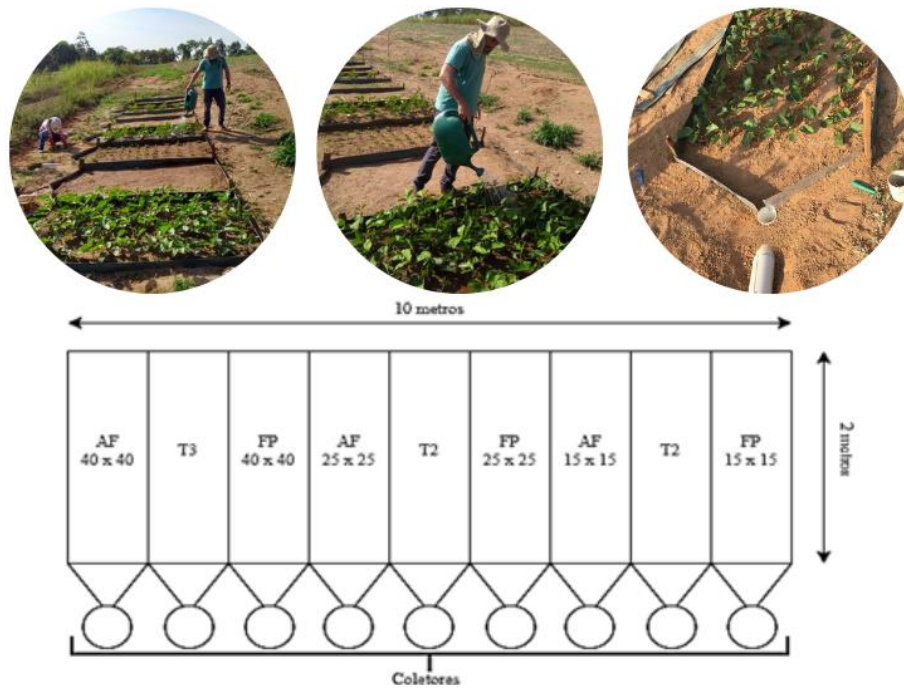 10 metros
AF
40 x 40
T3
FP
40 x 40
AF
25 x 25
T2
FP
25 x 25
AF
15 x 15
T2
FP
15 x 15
2 metros
Coletores